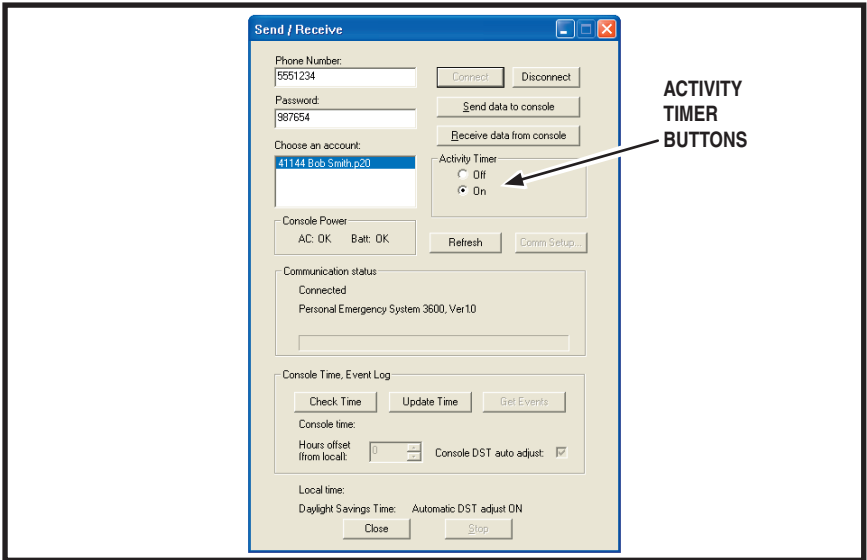 Send / Receive
Phone Number:
5551234
Connect
Disconnect
Password:
987654
Send data to console
Receive data from console
ACTIVITY
TIMER
BUTTONS
Choose an account:
41144 Bob Smith.p20
Activity Timer
Off
On
Console Power
AC: OK Batt: OK
Refresh
Comm Setup...
Communication status
Connected
Personal Emergency System 3600, Ver1.0
Console Time, Event Log
Check Time
Update Time
Get Events
Console time:
Hours offset
(from local):
0
Console DST auto adjust:
Local time:
Daylight Savings Time: Automatic DST adjust ON
Close
Stop